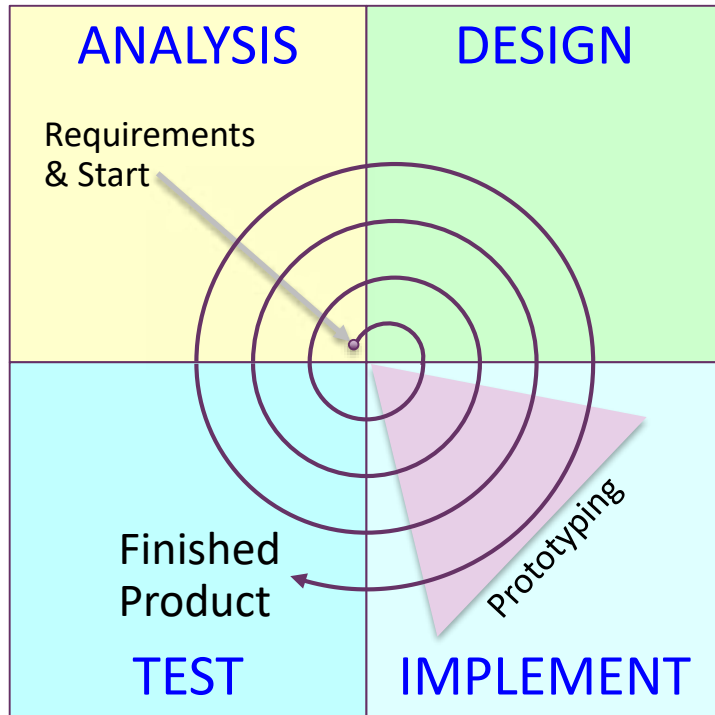 ANALYSIS
DESIGN
Requirements
& Start
Prototyping
Finished
Product
TEST
IMPLEMENT